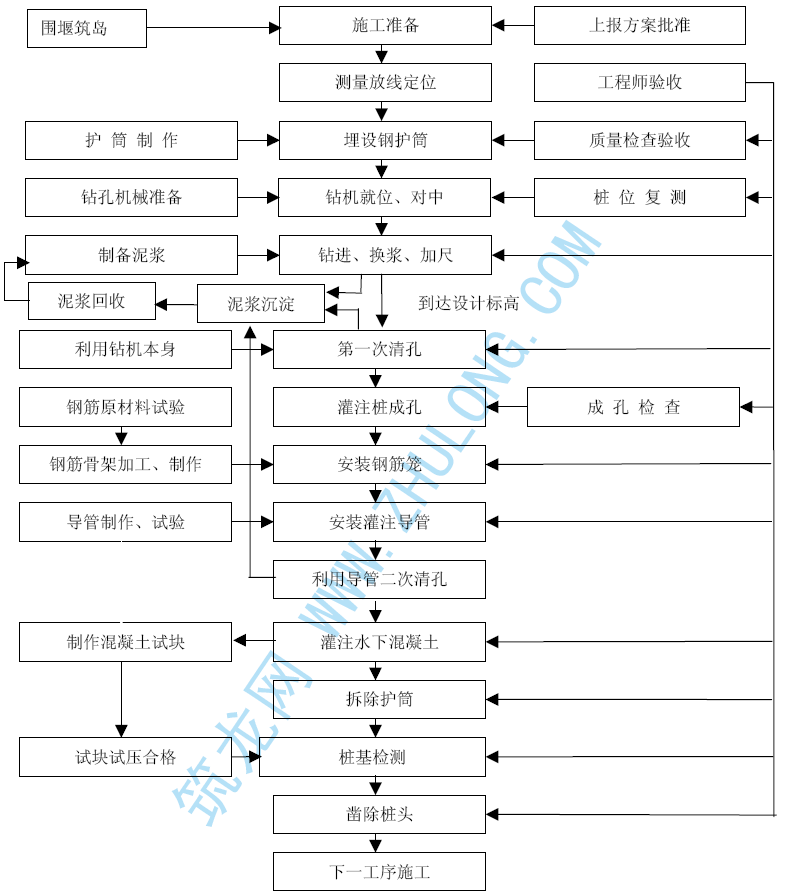 围堰筑岛
施工准备
上报方案批准
测量放线定位
工程师验收
护 筒 制 作
埋设钢护筒
质量检查验收
钻孔机械准备
钻机就位、对中
桩 位 复 测
制备泥浆
钻进、换浆、加尺
泥浆回收
泥浆沉淀
到达设计标高
利用钻机本身
第一次清孔
钢筋原材料试验
灌注桩成孔
成 孔 检 查
钢筋骨架加工、制作
安装钢筋笼
导管制作、试验
安装灌注导管
利用导管二次清孔
制作混凝土试块
灌注水下混凝土
拆除护筒
试块试压合格
桩基检测
凿除桩头
下一工序施工
筑龙网 WWW.ZHULONG.COM